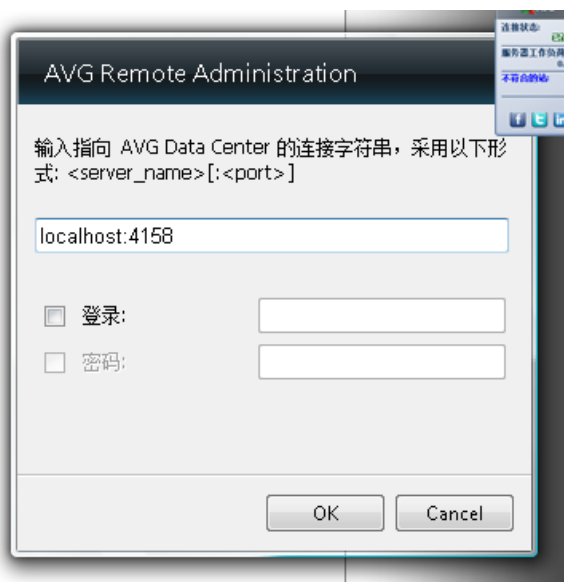 AVG Remote Administration
连接状态:
服务器工作负荷
不符合的站:
输入指向 AVG Data Center 的连接字符串，采用以下形
式: <server_name>[:<port>]
localhost:4158
登录:
密码:
OK
Cancel